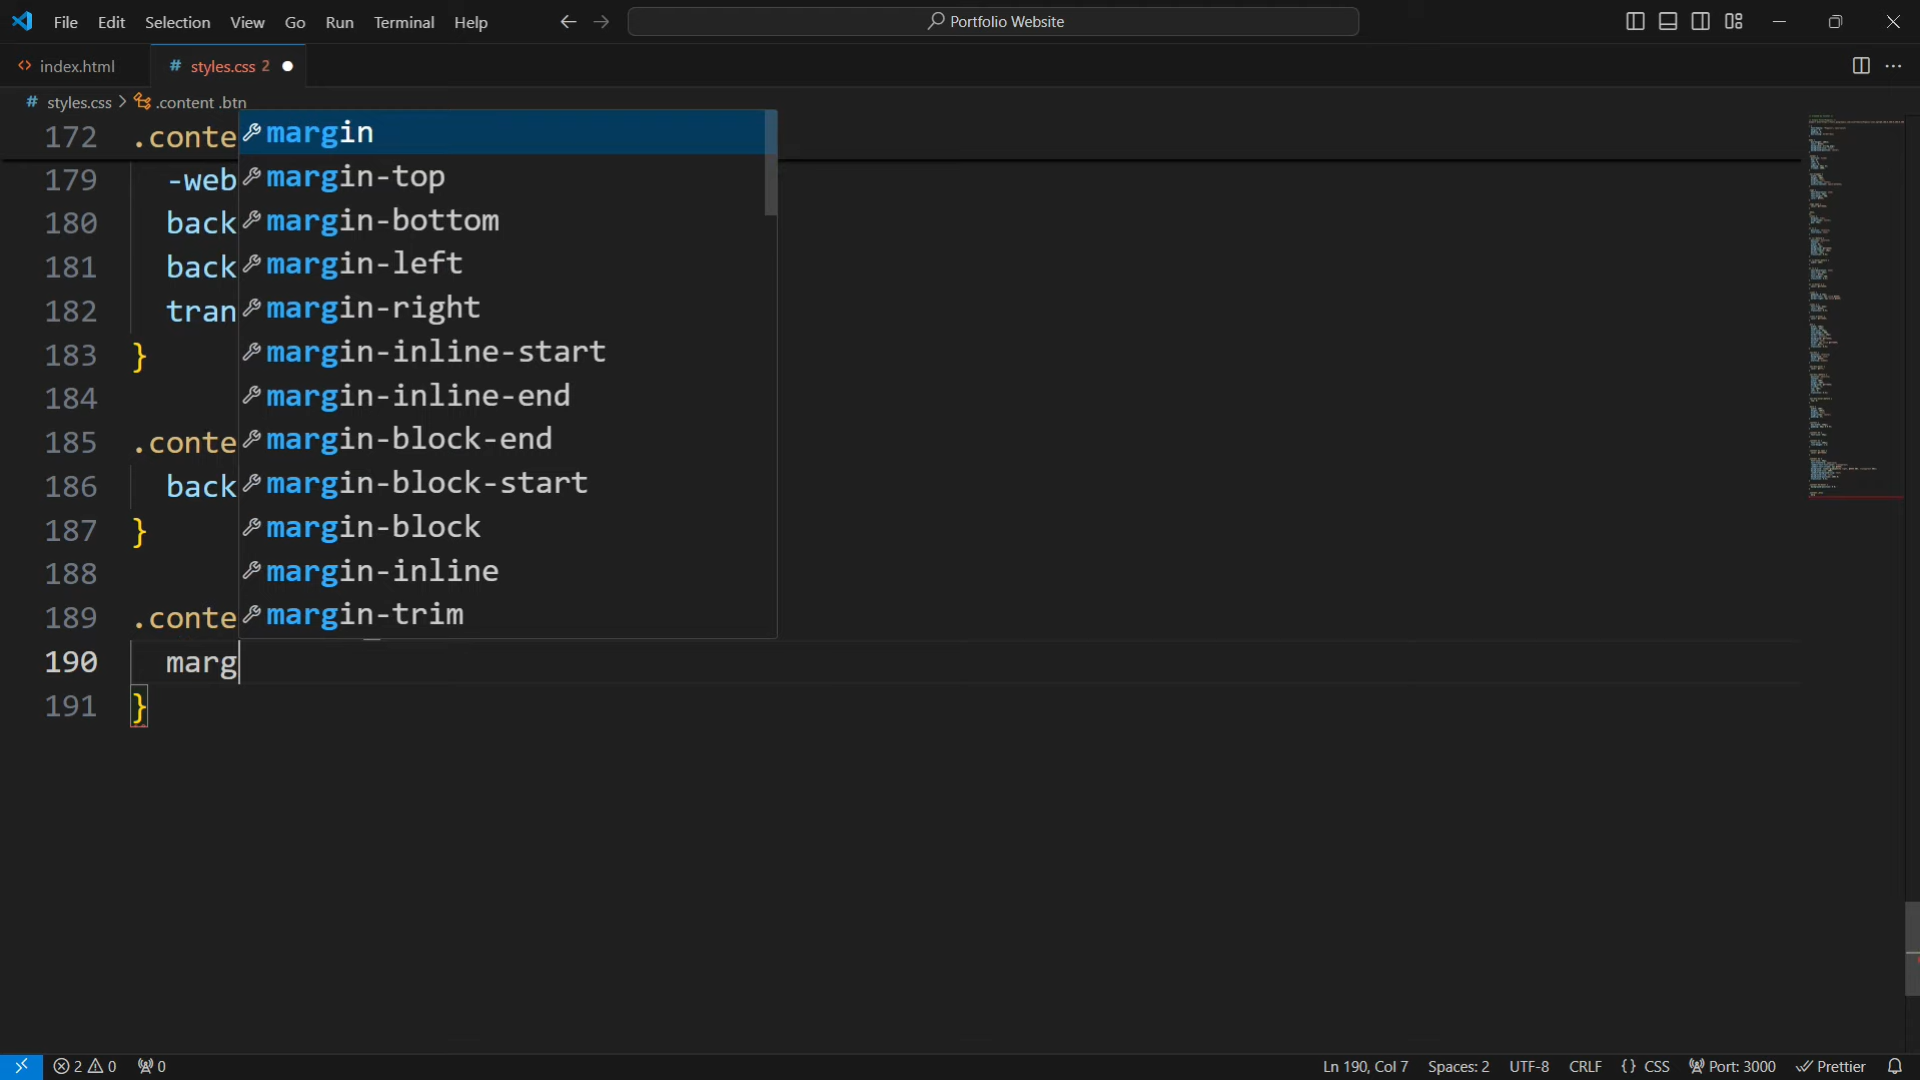 File Edit Selection View Go Run Terminal Help
Portfolio Website
index.html
styles.css 2
styles.css .content .btn
172 .conte
margin
margin-top
margin-bottom
margin-left
margin-right
margin-inline-start
margin-inline-end
margin-block-end
margin-block-start
margin-block
margin-inline
margin-trim
179 -web
180 back
181 back
182 tran
183 }
184
185 .conte
186 back
187 }
188
189 .conte
190 marg
191 }
2 0 0
Ln 190, Col 7 Spaces: 2 UTF-8 CRLF {} CSS Port: 3000 Prettier